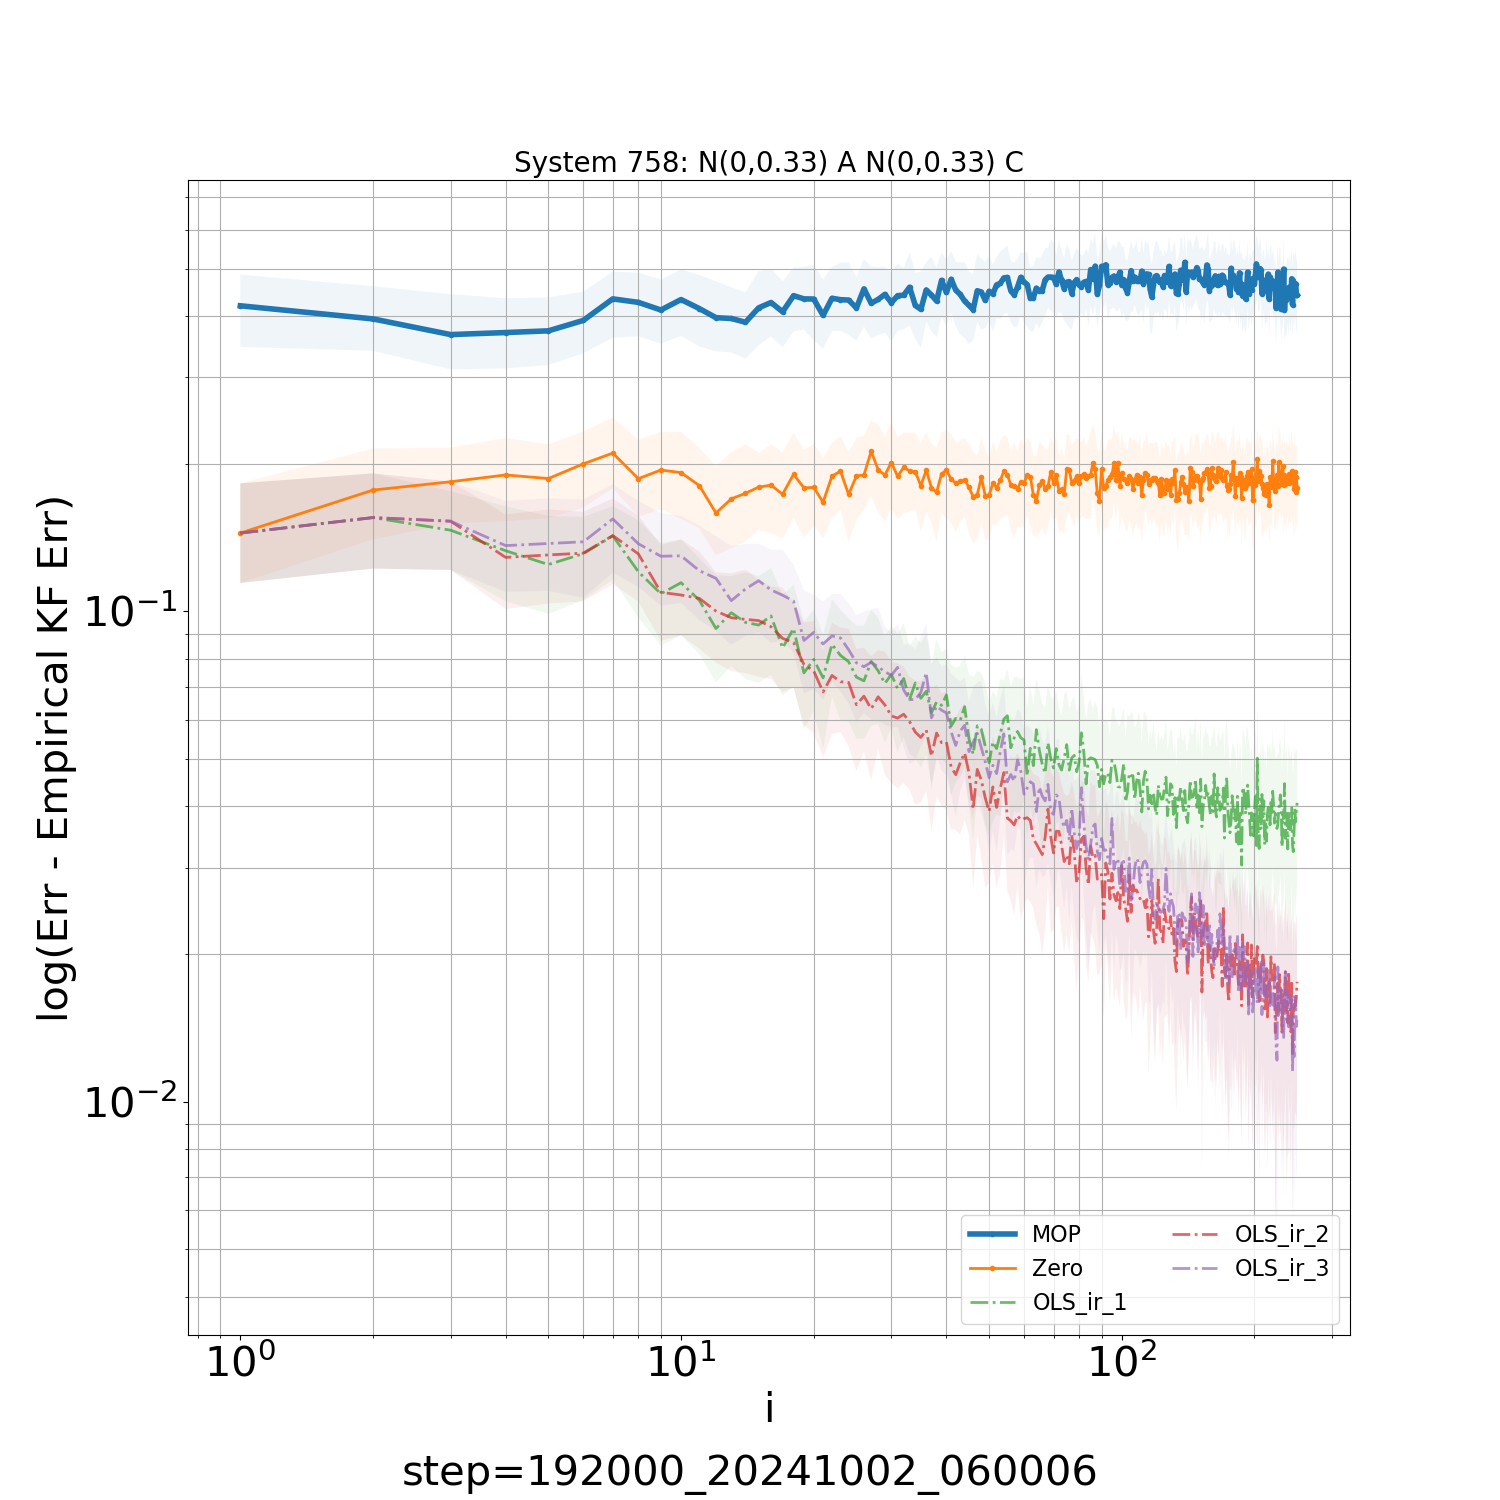 System 758: N(0,0.33) A N(0,0.33) C
log(Err - Empirical KF Err)
10⁻¹
10⁻²
MOP
Zero
OLS_ir_1
OLS_ir_2
OLS_ir_3
10⁰ 10¹ 10²
i
step=192000_20241002_060006